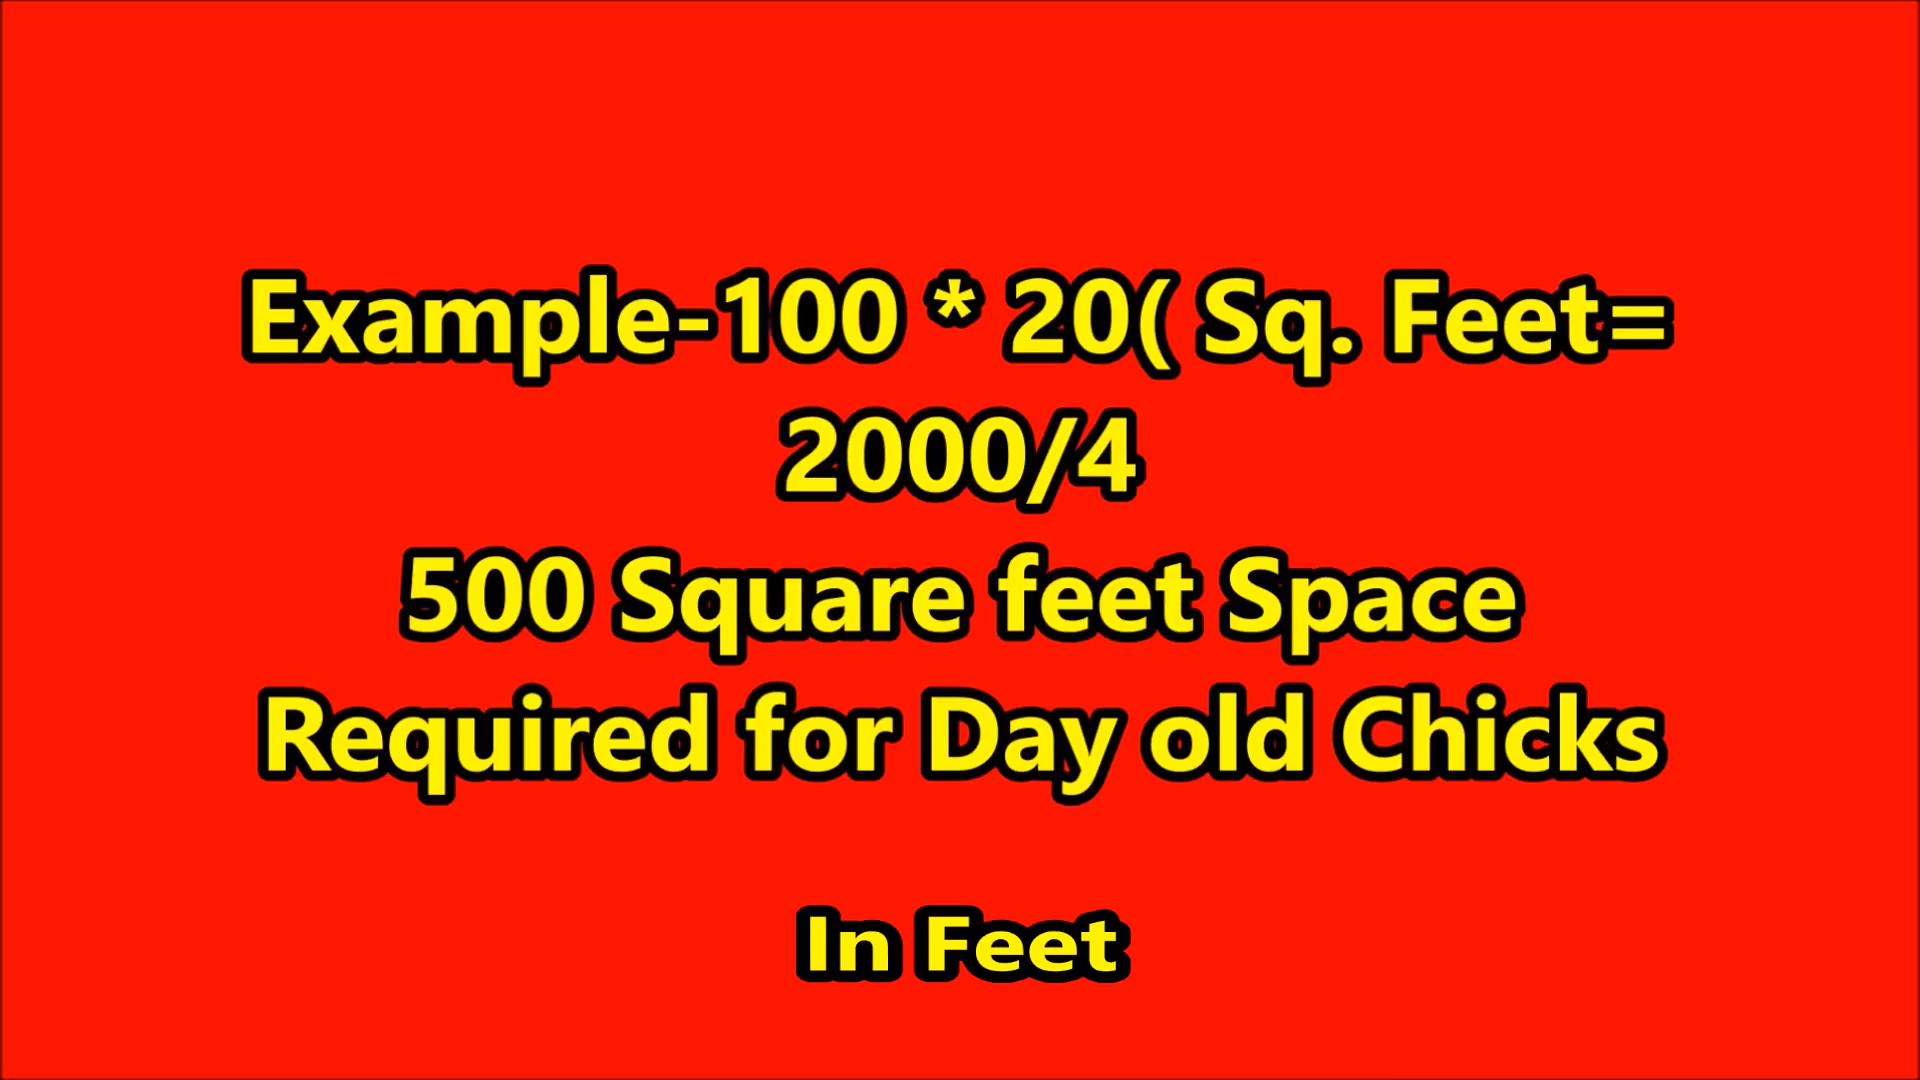 Example-100 * 20( Sq. Feet=
2000/4
500 Square feet Space
Required for Day old Chicks
In Feet